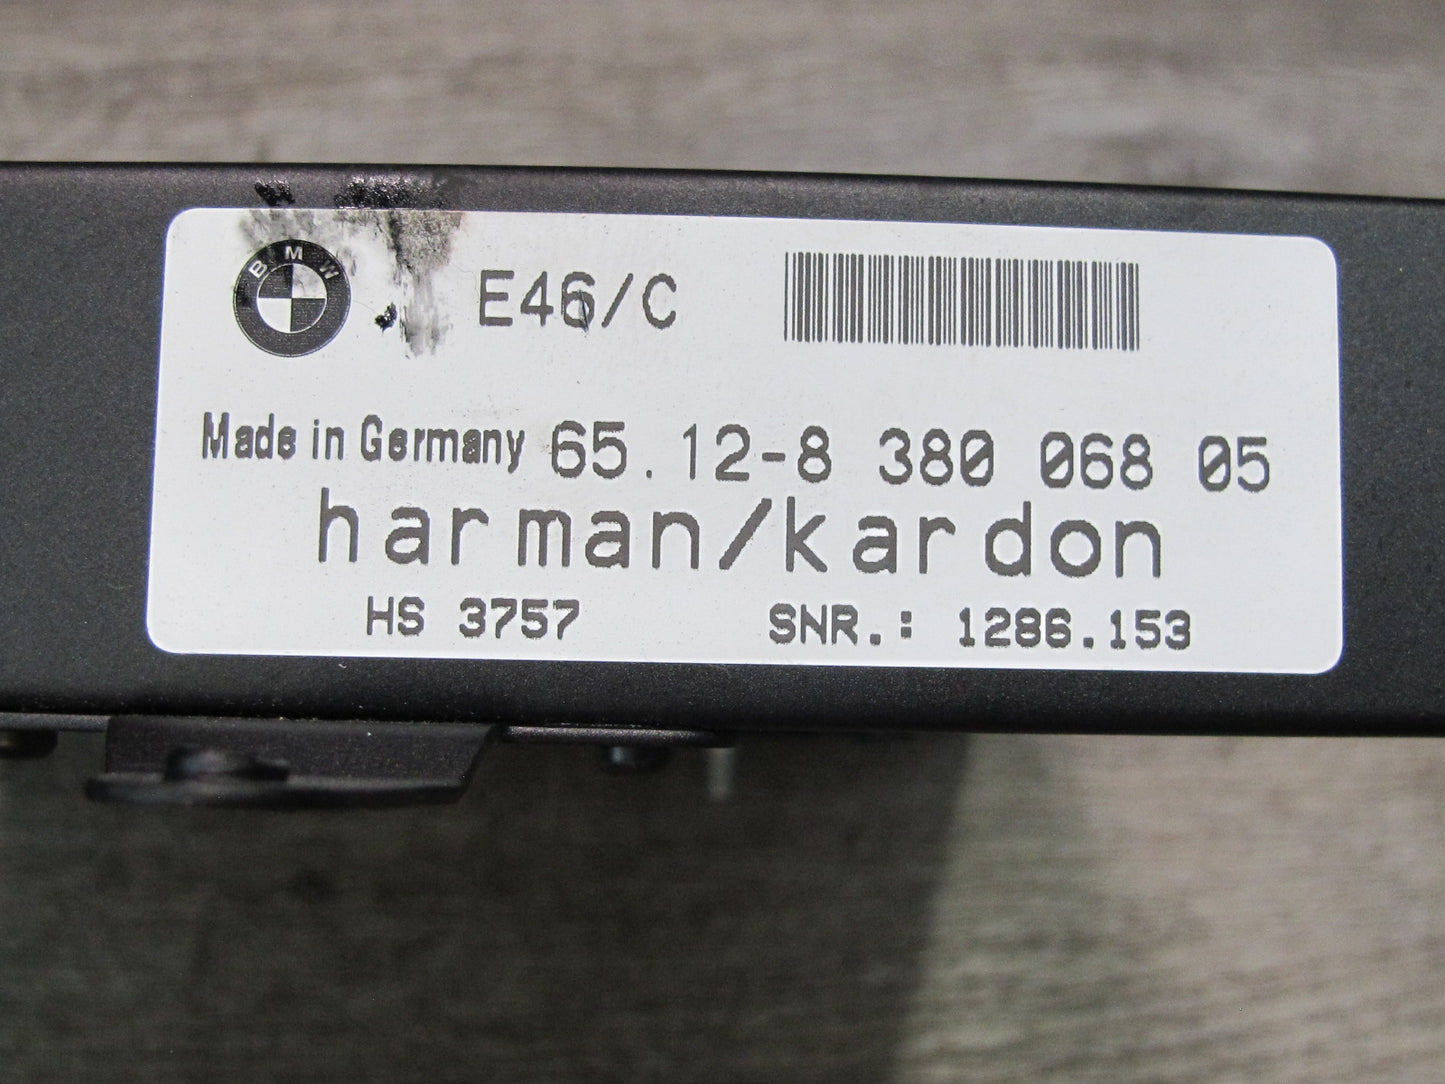 BMW
E46/C
Made in Germany 65.12-8 380 068 05
harman/kardon
HS 3757 SNR.: 1286.153